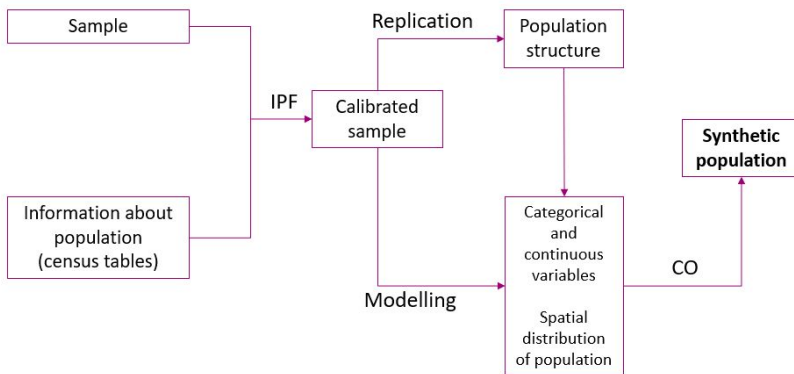 Sample
Information about
population
(census tables)
IPF
Calibrated
sample
Replication
Population
structure
Modelling
Categorical
and
continuous
variables
Spatial
distribution
of population
CO
Synthetic
population